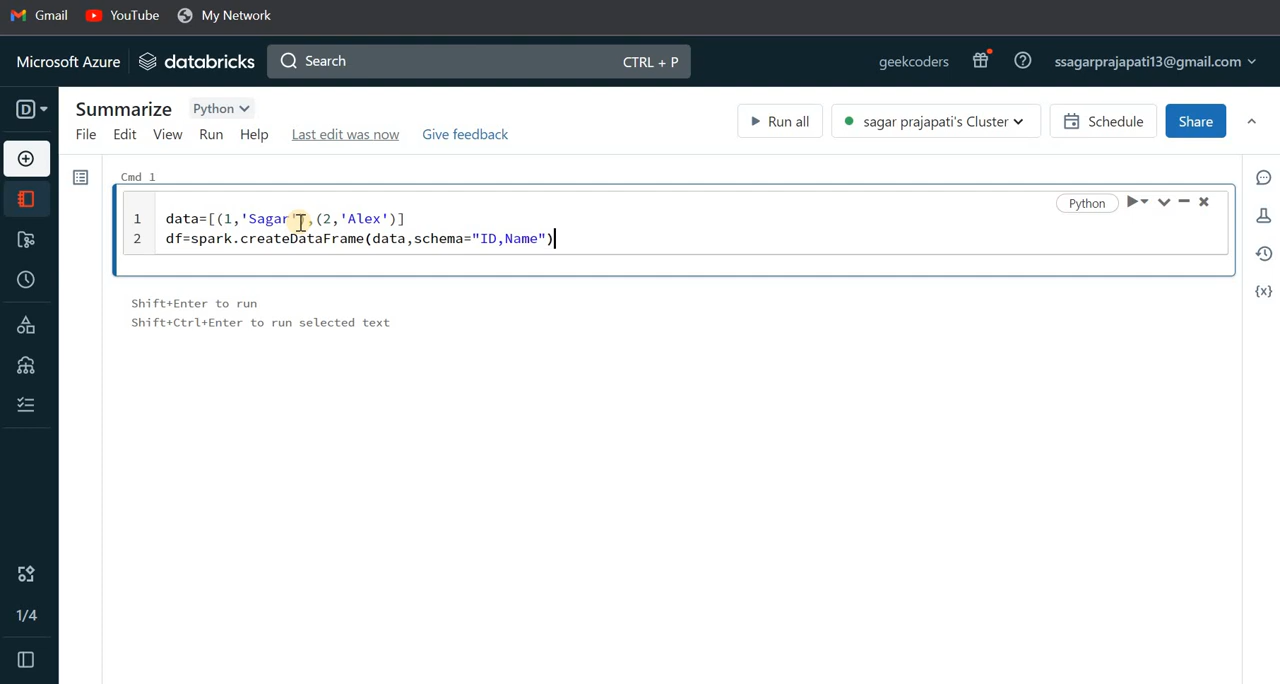 Gmail YouTube My Network
Microsoft Azure databricks Search CTRL + P geekcoders ssagarprajapati13@gmail.com
D Summarize Python
File Edit View Run Help Last edit was now Give feedback Run all sagar prajapati's Cluster Schedule Share
Cmd 1
Python
1 data=[(1,'Sagar'),(2,'Alex')]
2 df=spark.createDataFrame(data,schema="ID,Name")
Shift+Enter to run
Shift+Ctrl+Enter to run selected text
1/4